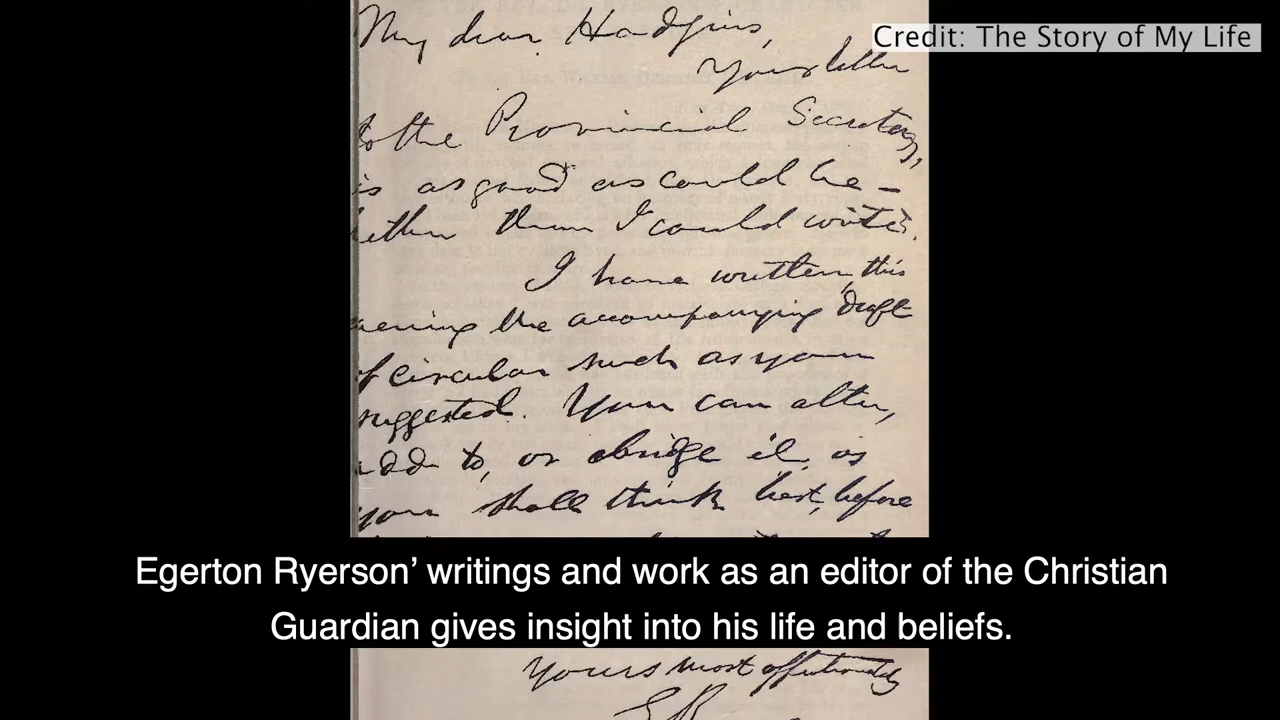 My dear Hodgins,
Credit: The Story of My Life
Your letter
to the Provincial Secretary,
is as good as could be –
better than I could write.
I have written this
evening the accompanying draft
of circular such as you
suggested. You can alter,
add to, or abridge it, as
you shall think best, before
Egerton Ryerson’ writings and work as an editor of the Christian
Guardian gives insight into his life and beliefs.
Yours most affectionately
ER